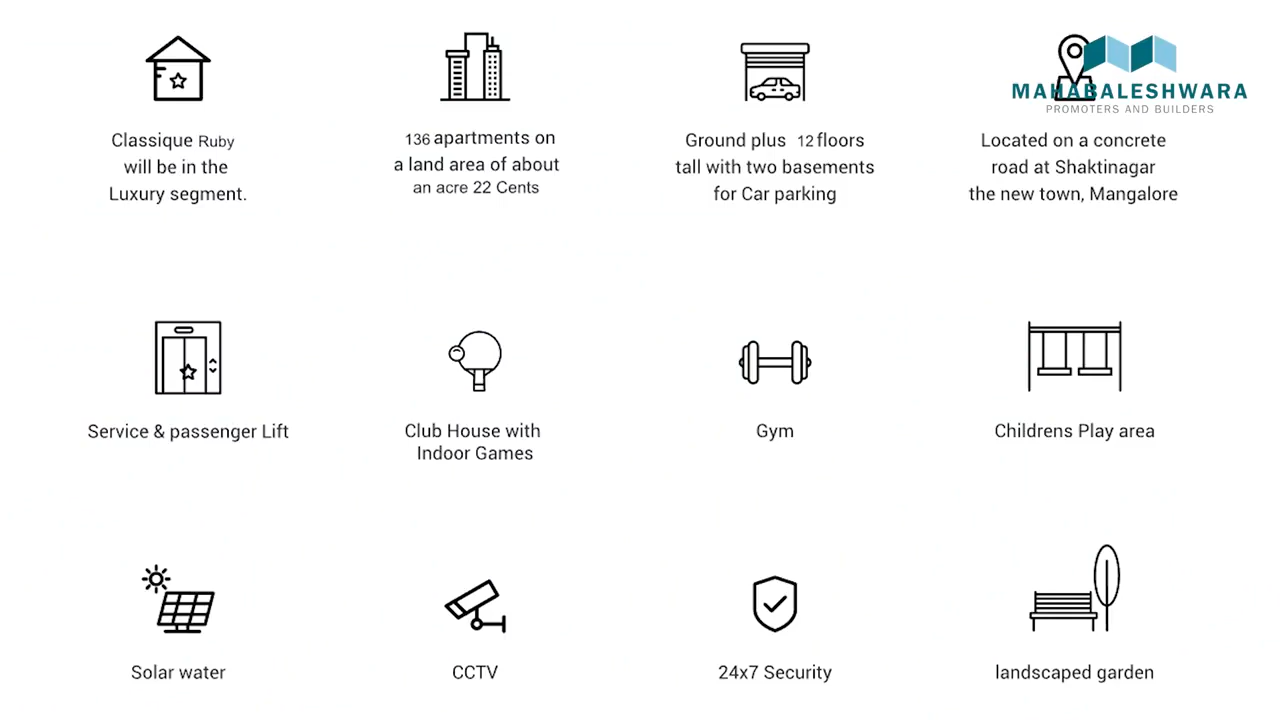 MAHABALESHWARA
PROMOTERS AND BUILDERS
Classique Ruby
will be in the
Luxury segment.
136 apartments on
a land area of about
an acre 22 Cents
Ground plus 12 floors
tall with two basements
for Car parking
Located on a concrete
road at Shaktinagar
the new town, Mangalore
Service & passenger Lift
Club House with
Indoor Games
Gym
Childrens Play area
Solar water
CCTV
24x7 Security
landscaped garden